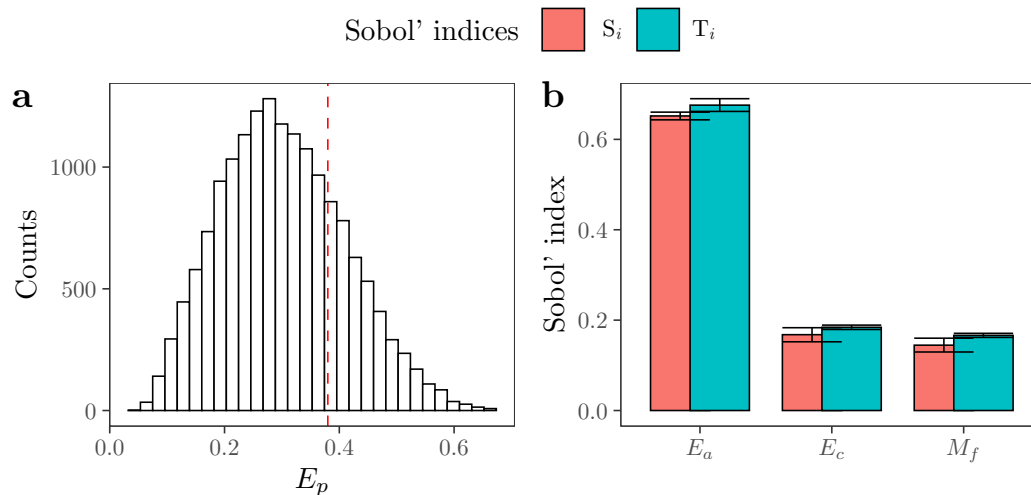 Sobol' indices S_i T_i
a
Counts
1000
500
0
0.0 0.2 0.4 0.6
E_p
b
Sobol' index
0.6
0.4
0.2
0.0
E_a E_c M_f